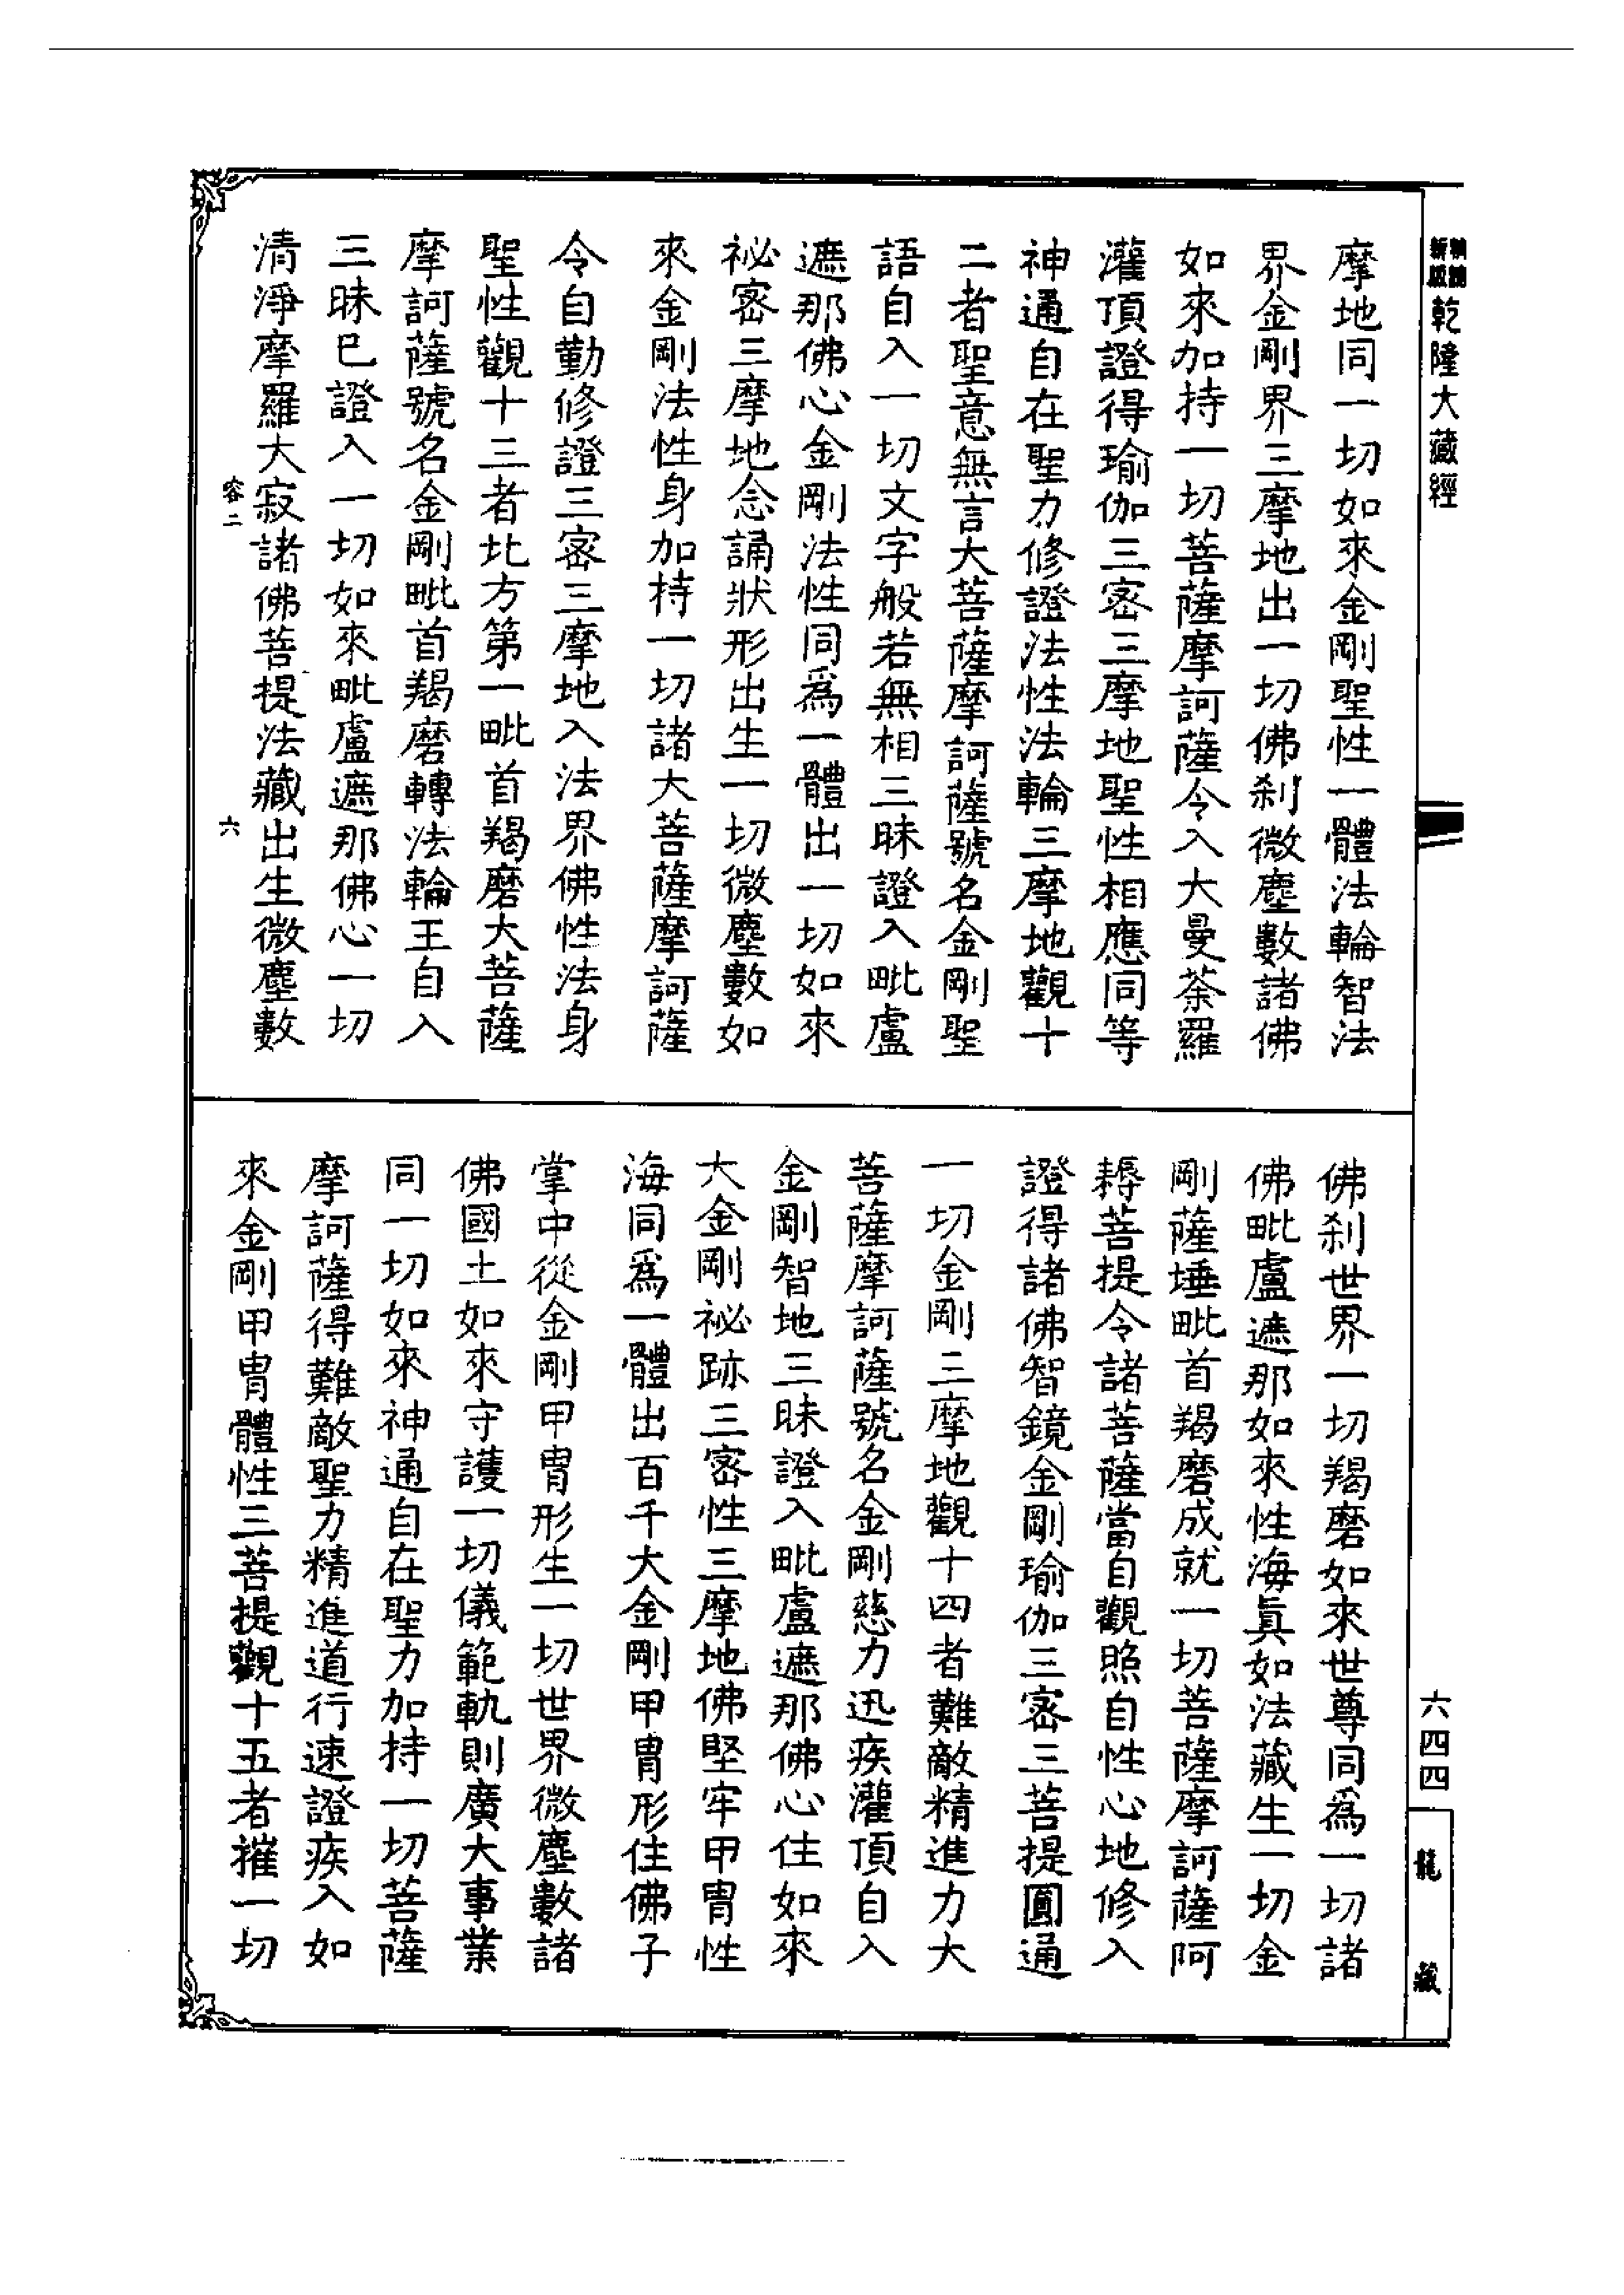 新版
乾隆大藏經
摩地同一切如來金剛聖性一體法輪智法
界金剛界三摩地出一切佛剎微塵數諸佛
如來加持一切菩薩摩訶薩令入大曼荼羅
灌頂證得瑜伽三密三摩地聖性相應同等
神通自在聖力修證法性法輪三摩地觀十
二者聖意無言大菩薩摩訶薩號名金剛聖
語自入一切文字般若無相三昧證入毗盧
遮那佛心金剛法性同爲一體出一切如來
祕密三摩地念誦狀形出生一切微塵數如
來金剛法性身加持一切諸大菩薩摩訶薩
令自勤修證三密三摩地入法界佛性法身
聖性觀十三者北方第一毗首羯磨大菩薩
摩訶薩號名金剛毗首羯磨轉法輪王自入
三昧巳證入一切如來毗盧遮那佛心一切
清淨摩羅大寂諸佛菩提法藏出生微塵數
容二
六
佛剎世界一切羯磨如來世尊同爲一切諸
佛毗盧遮那如來性海眞如法藏生一切金
剛薩埵毗首羯磨成就一切菩薩摩訶薩阿
耨菩提令諸菩薩當自觀照自性心地修入
證得諸佛智鏡金剛瑜伽三密三菩提圓通
一切金剛三摩地觀十四者難敵精進力大
菩薩摩訶薩號名金剛慈力迅疾灌頂自入
金剛智地三昧證入毗盧遮那佛心住如來
大金剛祕跡三密性三摩地佛堅牢甲胄性
海同爲一體出百千大金剛甲胄形住佛子
掌中從金剛甲胄形生一切世界微塵數諸
佛國土如來守護一切儀範軌則廣大事業
同一切如來神通自在聖力加持一切菩薩
摩訶薩得難敵聖力精進道行速證疾入如
來金剛甲胄體性三菩提觀十五者摧一切
六四四
龍藏